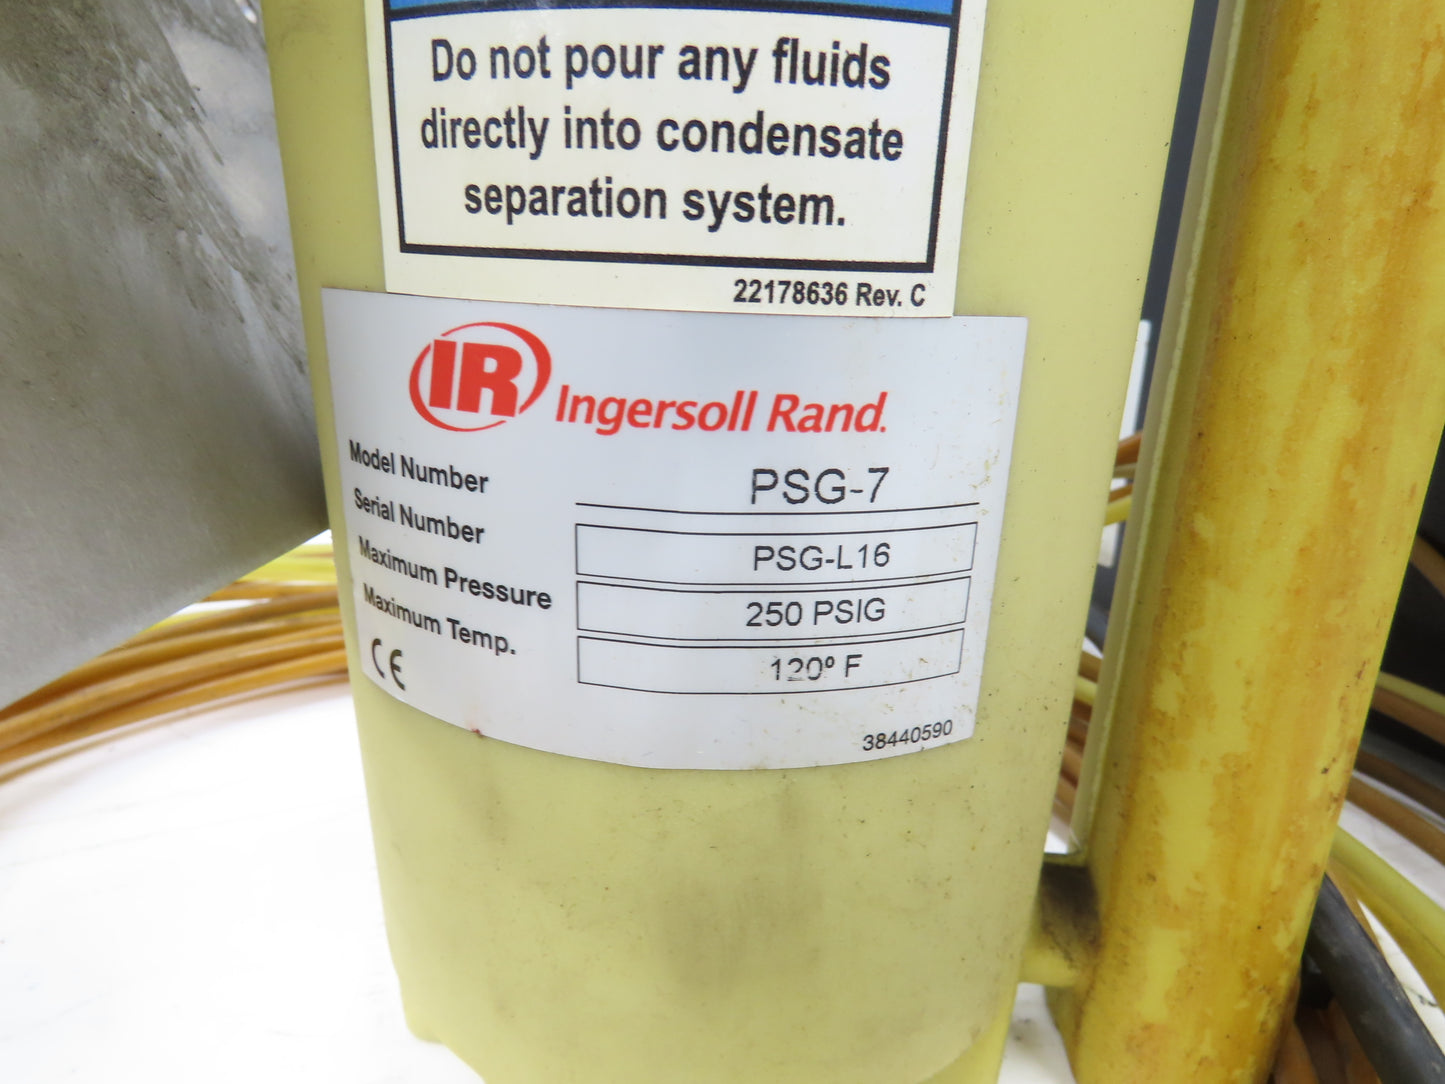 Do not pour any fluids
directly into condensate
separation system.
22178636 Rev. C
IR Ingersoll Rand.
Model Number PSG-7
Serial Number PSG-L16
Maximum Pressure 250 PSIG
Maximum Temp. 120º F
CE
38440590